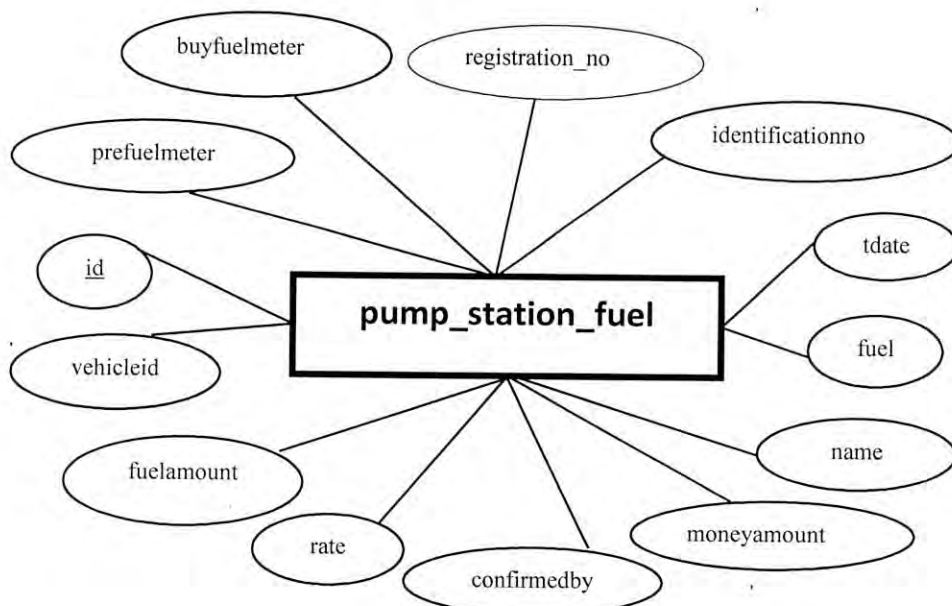 buyfuelmeter
registration_no
prefuelmeter
identificationno
id
tdate
pump_station_fuel
vehicleid
fuel
fuelamount
name
rate
moneyamount
confirmedby